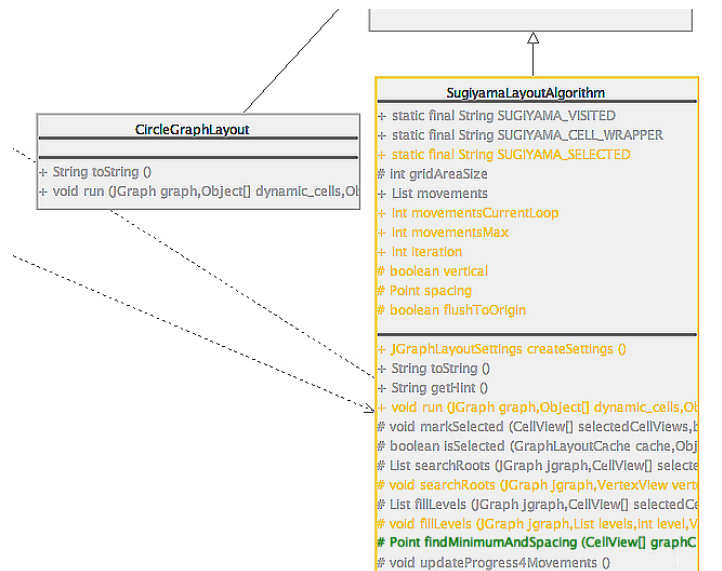 CircleGraphLayout
+ String toString ()
+ void run (JGraph graph,Object[] dynamic_cells,Ob
SugiyamaLayoutAlgorithm
+ static final String SUGIYAMA_VISITED
+ static final String SUGIYAMA_CELL_WRAPPER
+ static final String SUGIYAMA_SELECTED
# int gridAreaSize
+ List movements
+ int movementsCurrentLoop
+ int movementsMax
+ int iteration
# boolean vertical
# Point spacing
# boolean flushToOrigin
+ JGraphLayoutSettings createSettings ()
+ String toString ()
+ String getHint ()
+ void run (JGraph graph,Object[] dynamic_cells,Ob
# void markSelected (CellView[] selectedCellViews,b
# boolean isSelected (GraphLayoutCache cache,Obj
# List searchRoots (JGraph jgraph,CellView[] selecte
# void searchRoots (JGraph jgraph,VertexView verte
# List fillLevels (JGraph jgraph,CellView[] selectedCe
# void fillLevels (JGraph jgraph,List levels,int level,V
# Point findMinimumAndSpacing (CellView[] graphC
# void updateProgress4Movements ()